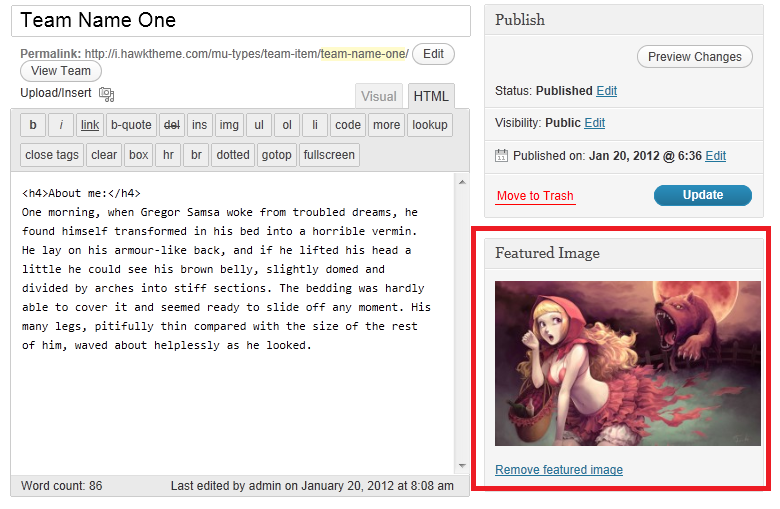 Team Name One
Permalink: http://i.hawktheme.com/mu-types/team-item/team-name-one/ Edit
View Team
Upload/Insert
Visual HTML
b i link b-quote del ins img ul ol li code more lookup
close tags clear box hr br dotted gotop fullscreen
<h4>About me:</h4>
One morning, when Gregor Samsa woke from troubled dreams, he
found himself transformed in his bed into a horrible vermin.
He lay on his armour-like back, and if he lifted his head a
little he could see his brown belly, slightly domed and
divided by arches into stiff sections. The bedding was hardly
able to cover it and seemed ready to slide off any moment. His
many legs, pitifully thin compared with the size of the rest
of him, waved about helplessly as he looked.
Word count: 86 Last edited by admin on January 20, 2012 at 8:08 am
Publish
Preview Changes
Status: Published Edit
Visibility: Public Edit
Published on: Jan 20, 2012 @ 6:36 Edit
Move to Trash Update
Featured Image
Remove featured image